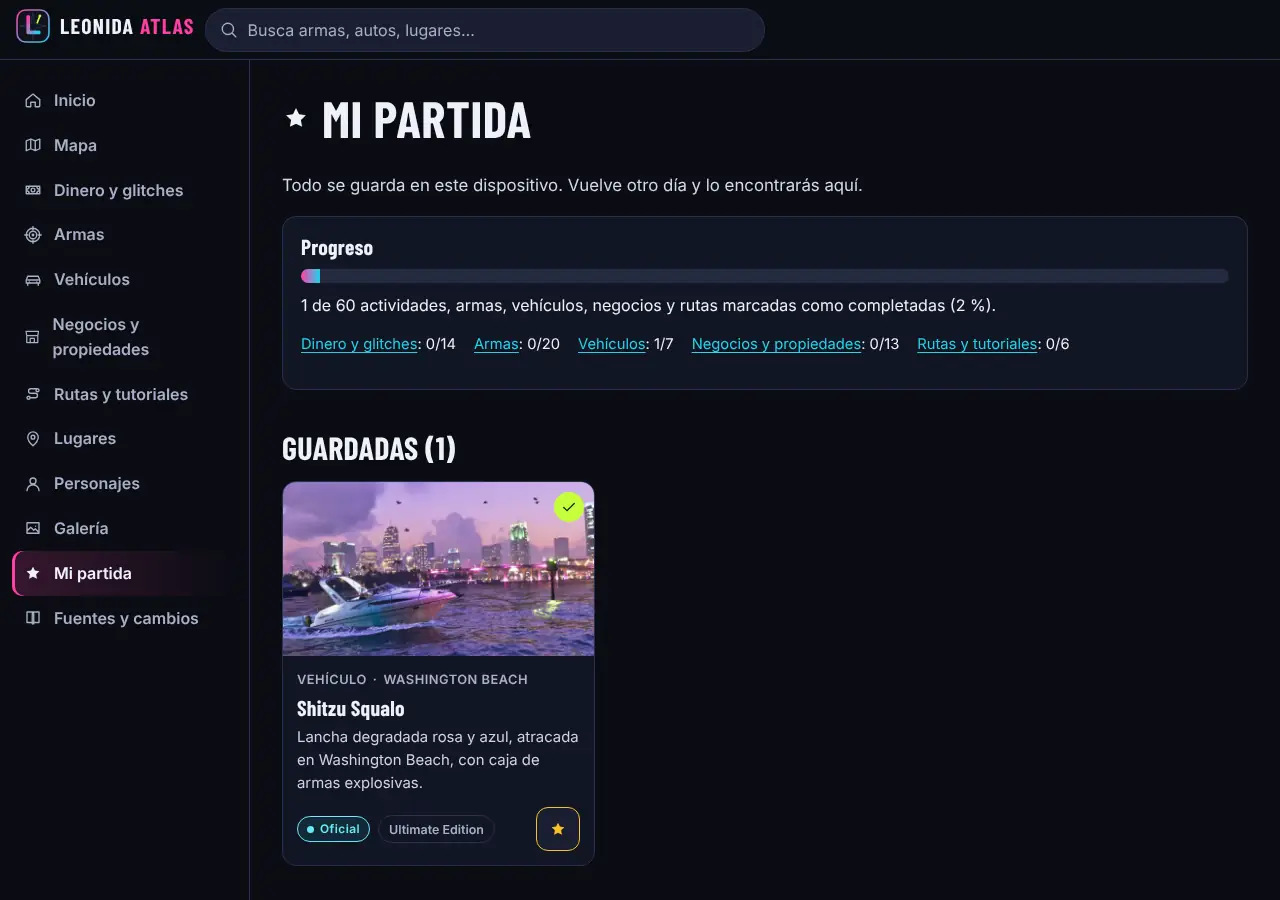 LEONIDA ATLAS
Busca armas, autos, lugares...
Inicio
Mapa
Dinero y glitches
Armas
Vehículos
Negocios y
propiedades
Rutas y tutoriales
Lugares
Personajes
Galería
Mi partida
Fuentes y cambios
MI PARTIDA
Todo se guarda en este dispositivo. Vuelve otro día y lo encontrarás aquí.
Progreso
1 de 60 actividades, armas, vehículos, negocios y rutas marcadas como completadas (2 %).
Dinero y glitches: 0/14 Armas: 0/20 Vehículos: 1/7 Negocios y propiedades: 0/13 Rutas y tutoriales: 0/6
GUARDADAS (1)
VEHÍCULO · WASHINGTON BEACH
Shitzu Squalo
Lancha degradada rosa y azul, atracada
en Washington Beach, con caja de
armas explosivas.
Oficial Ultimate Edition